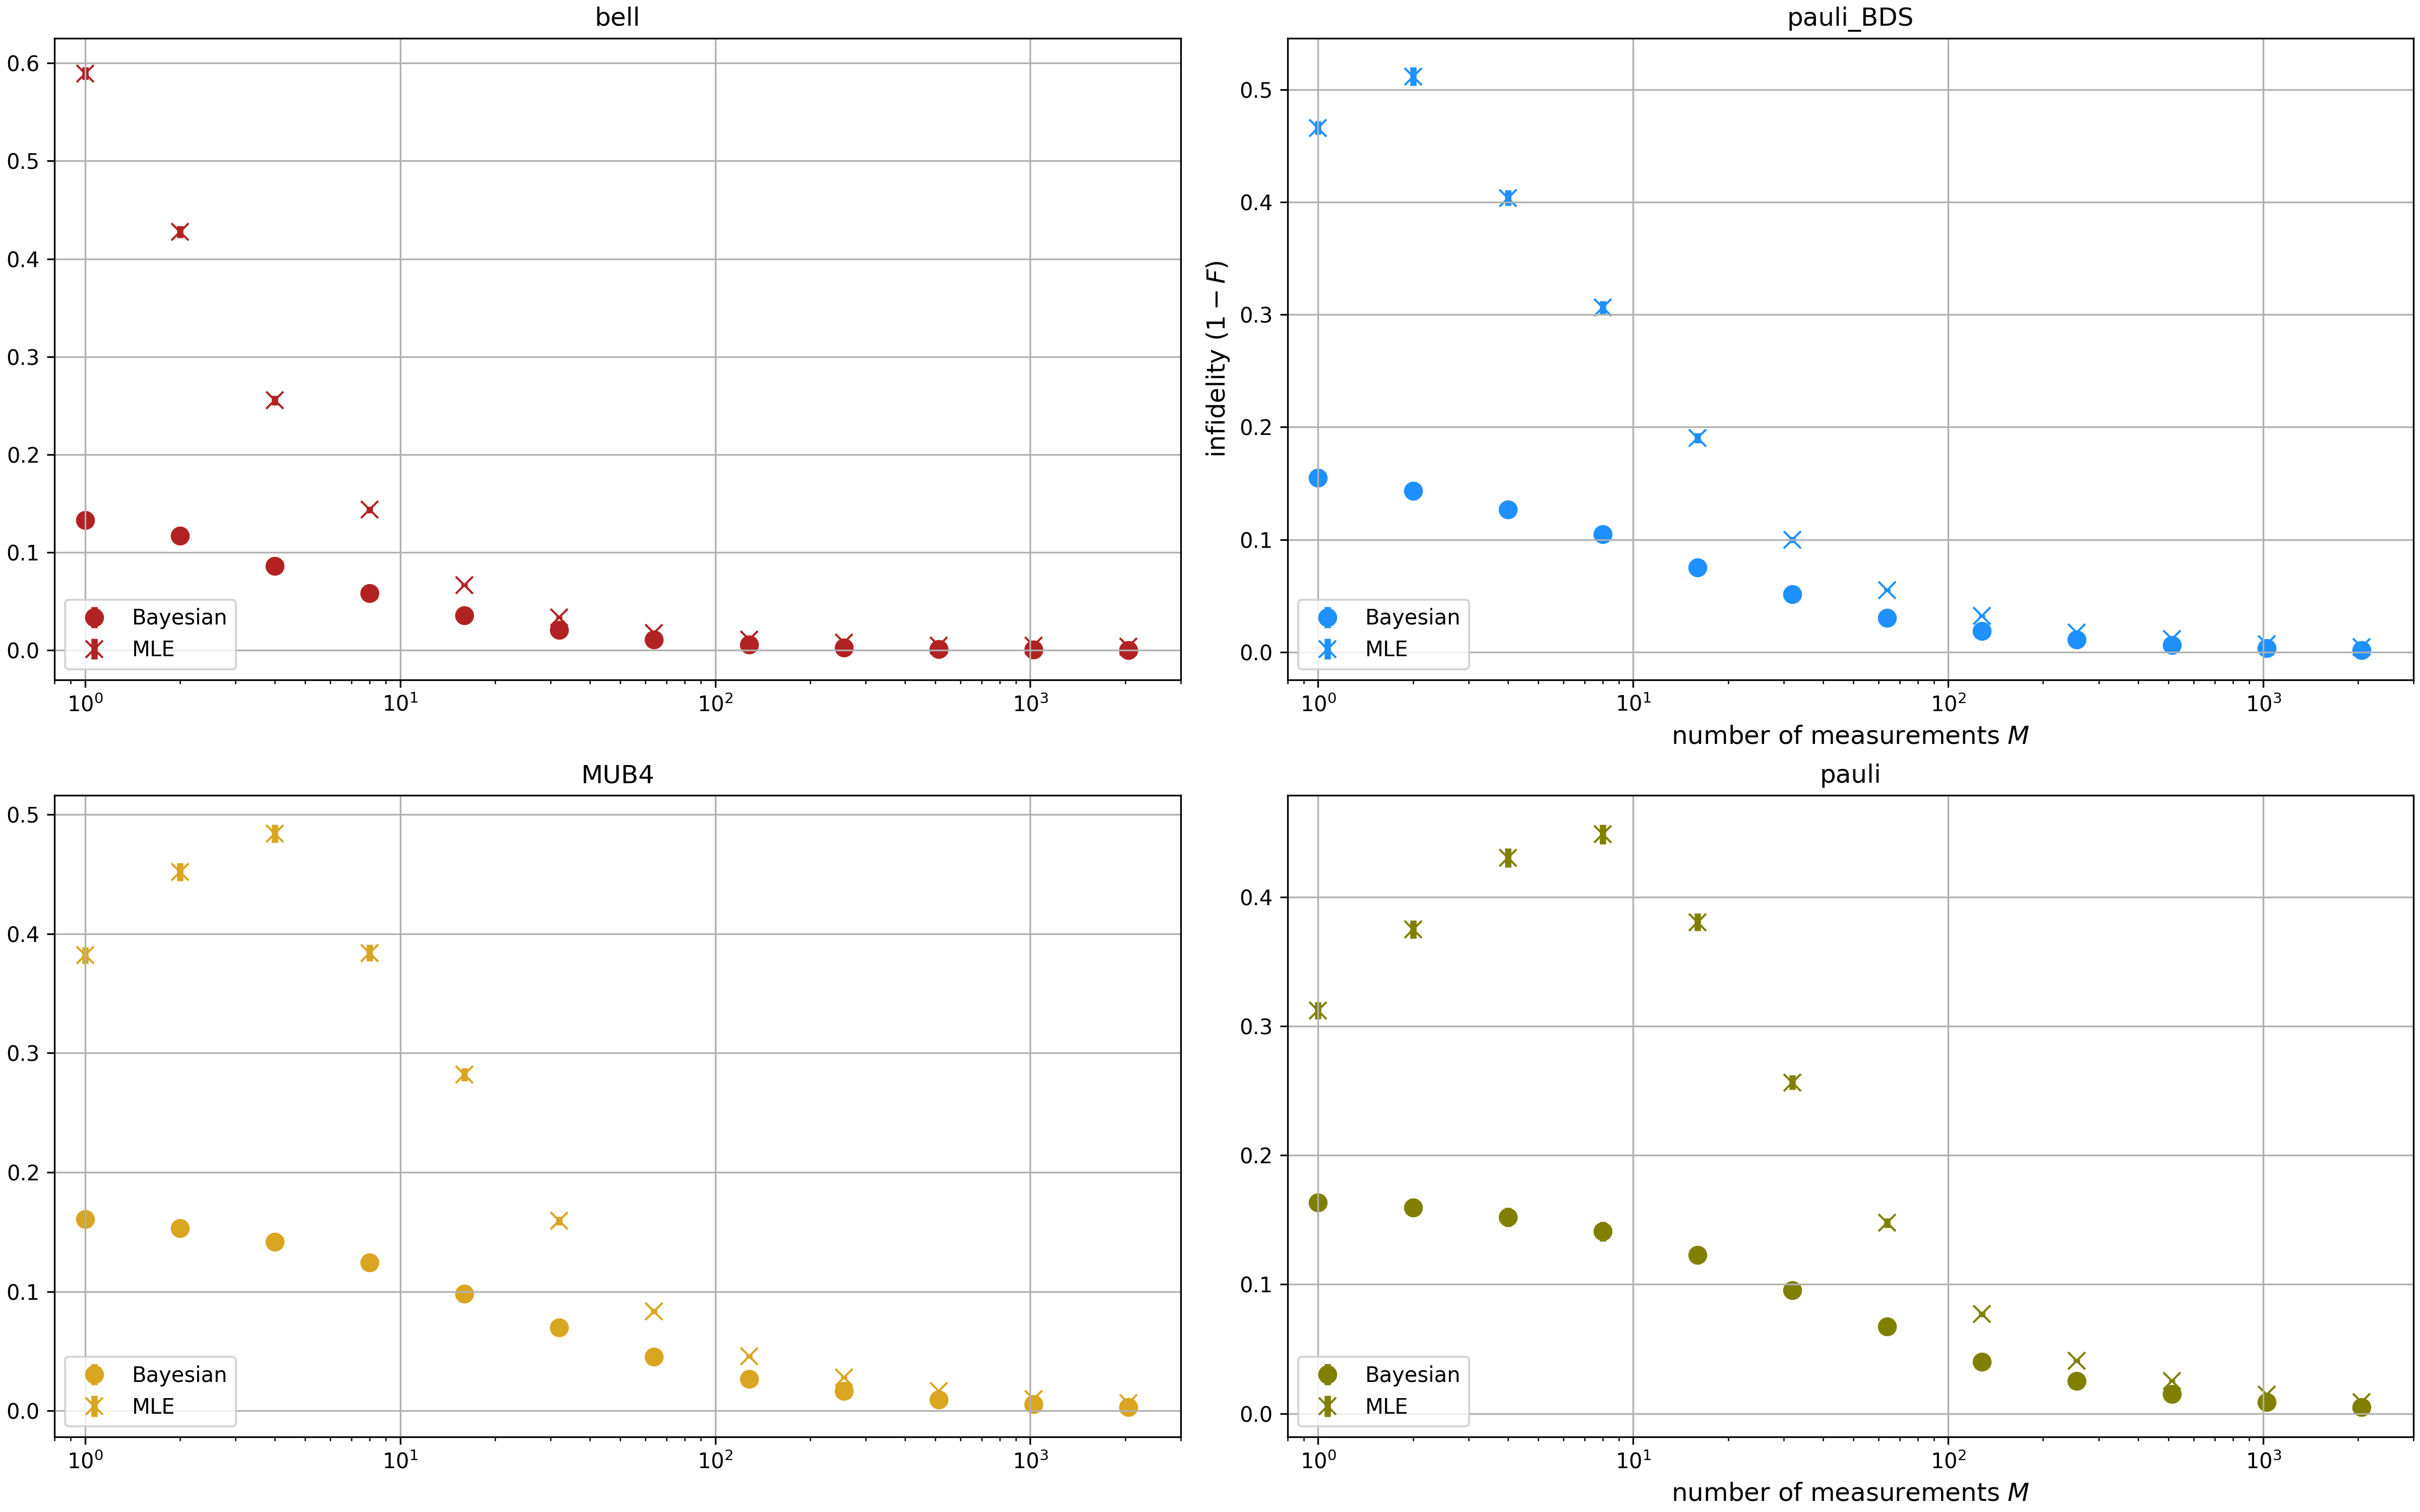 bell
0.6
0.5
0.4
0.3
0.2
0.1
0.0
Bayesian
MLE
10⁰ 10¹ 10² 10³
pauli_BDS
infidelity (1 − F)
0.5
0.4
0.3
0.2
0.1
0.0
Bayesian
MLE
10⁰ 10¹ 10² 10³
number of measurements M
MUB4
0.5
0.4
0.3
0.2
0.1
0.0
Bayesian
MLE
10⁰ 10¹ 10² 10³
pauli
0.4
0.3
0.2
0.1
0.0
Bayesian
MLE
10⁰ 10¹ 10² 10³
number of measurements M